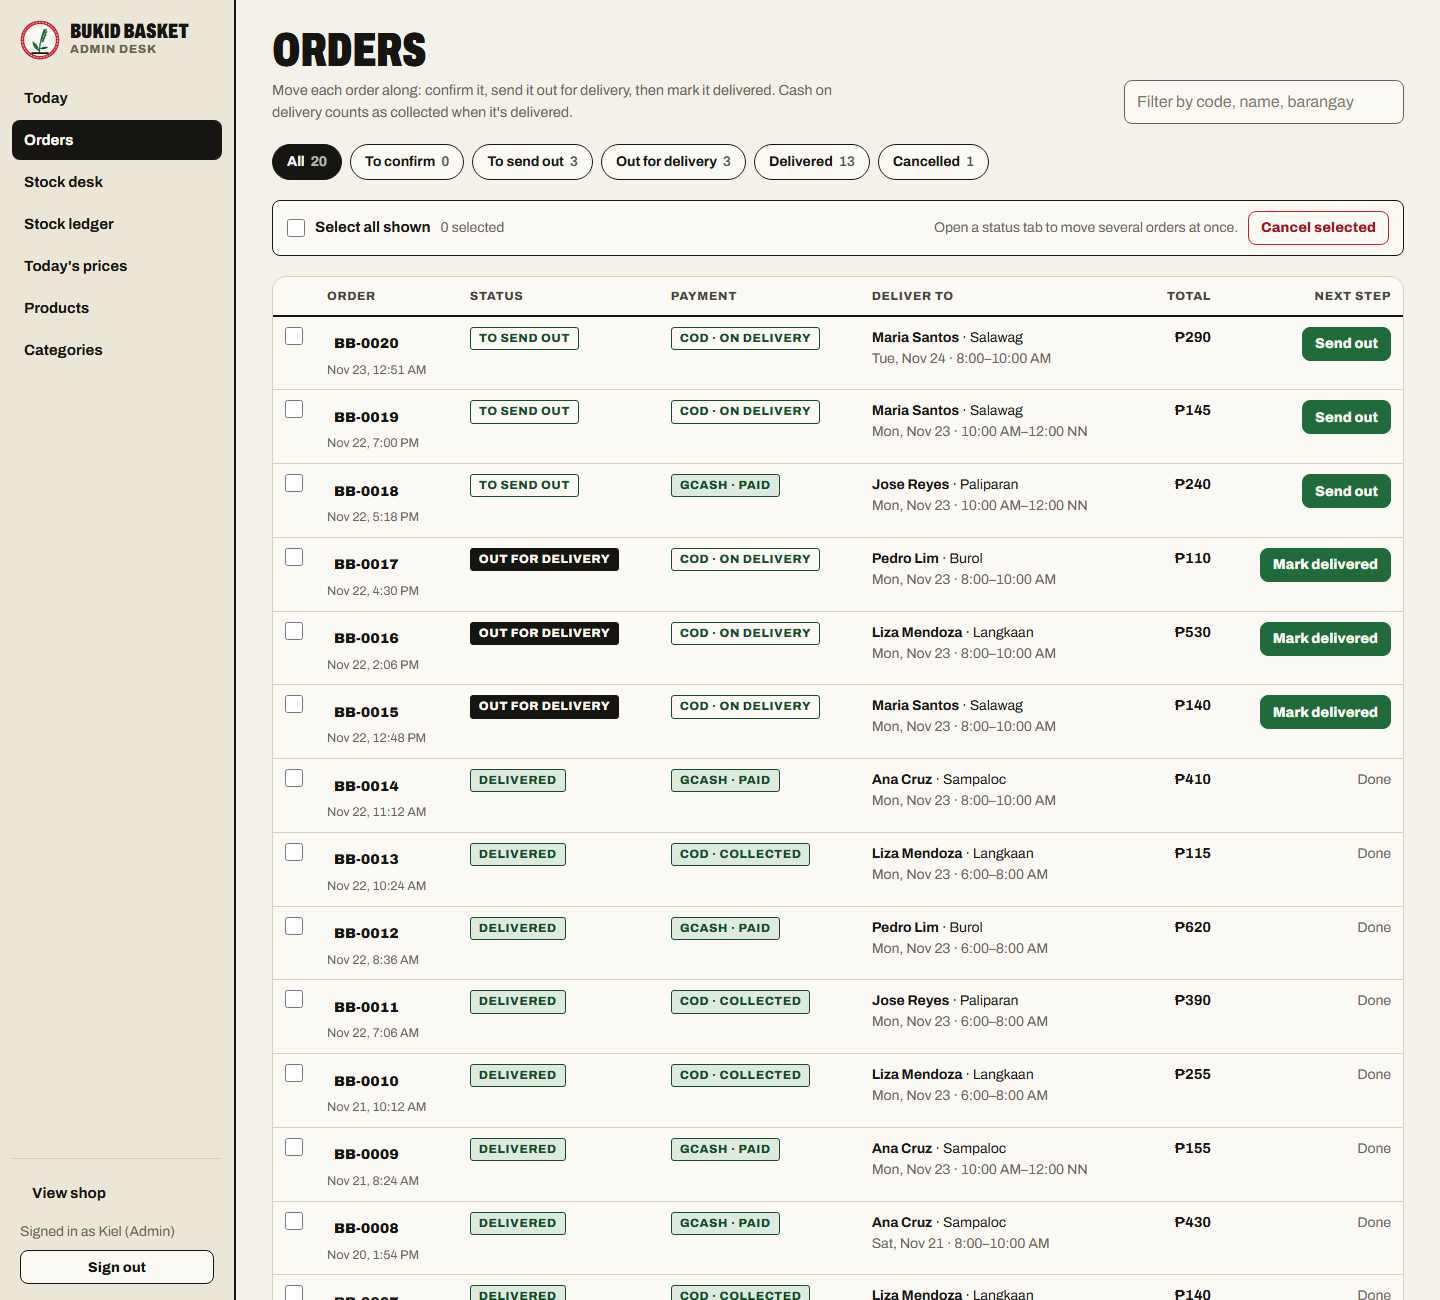 BUKID BASKET
ADMIN DESK
Today
Orders
Stock desk
Stock ledger
Today's prices
Products
Categories
View shop
Signed in as Kiel (Admin)
Sign out
ORDERS
Move each order along: confirm it, send it out for delivery, then mark it delivered. Cash on
delivery counts as collected when it's delivered.
Filter by code, name, barangay
All 20 To confirm 0 To send out 3 Out for delivery 3 Delivered 13 Cancelled 1
Select all shown 0 selected Open a status tab to move several orders at once. Cancel selected
ORDER STATUS PAYMENT DELIVER TO TOTAL NEXT STEP
BB-0020 TO SEND OUT COD · ON DELIVERY Maria Santos · Salawag ₱290 Send out
Nov 23, 12:51 AM Tue, Nov 24 · 8:00–10:00 AM
BB-0019 TO SEND OUT COD · ON DELIVERY Maria Santos · Salawag ₱145 Send out
Nov 22, 7:00 PM Mon, Nov 23 · 10:00 AM–12:00 NN
BB-0018 TO SEND OUT GCASH · PAID Jose Reyes · Paliparan ₱240 Send out
Nov 22, 5:18 PM Mon, Nov 23 · 10:00 AM–12:00 NN
BB-0017 OUT FOR DELIVERY COD · ON DELIVERY Pedro Lim · Burol ₱110 Mark delivered
Nov 22, 4:30 PM Mon, Nov 23 · 8:00–10:00 AM
BB-0016 OUT FOR DELIVERY COD · ON DELIVERY Liza Mendoza · Langkaan ₱530 Mark delivered
Nov 22, 2:06 PM Mon, Nov 23 · 8:00–10:00 AM
BB-0015 OUT FOR DELIVERY COD · ON DELIVERY Maria Santos · Salawag ₱140 Mark delivered
Nov 22, 12:48 PM Mon, Nov 23 · 8:00–10:00 AM
BB-0014 DELIVERED GCASH · PAID Ana Cruz · Sampaloc ₱410 Done
Nov 22, 11:12 AM Mon, Nov 23 · 8:00–10:00 AM
BB-0013 DELIVERED COD · COLLECTED Liza Mendoza · Langkaan ₱115 Done
Nov 22, 10:24 AM Mon, Nov 23 · 6:00–8:00 AM
BB-0012 DELIVERED GCASH · PAID Pedro Lim · Burol ₱620 Done
Nov 22, 8:36 AM Mon, Nov 23 · 6:00–8:00 AM
BB-0011 DELIVERED COD · COLLECTED Jose Reyes · Paliparan ₱390 Done
Nov 22, 7:06 AM Mon, Nov 23 · 6:00–8:00 AM
BB-0010 DELIVERED COD · COLLECTED Liza Mendoza · Langkaan ₱255 Done
Nov 21, 10:12 AM Mon, Nov 23 · 6:00–8:00 AM
BB-0009 DELIVERED GCASH · PAID Ana Cruz · Sampaloc ₱155 Done
Nov 21, 8:24 AM Mon, Nov 23 · 10:00 AM–12:00 NN
BB-0008 DELIVERED GCASH · PAID Ana Cruz · Sampaloc ₱430 Done
Nov 20, 1:54 PM Sat, Nov 21 · 8:00–10:00 AM
DELIVERED COD · COLLECTED Liza Mendoza · Langkaan ₱140 Done